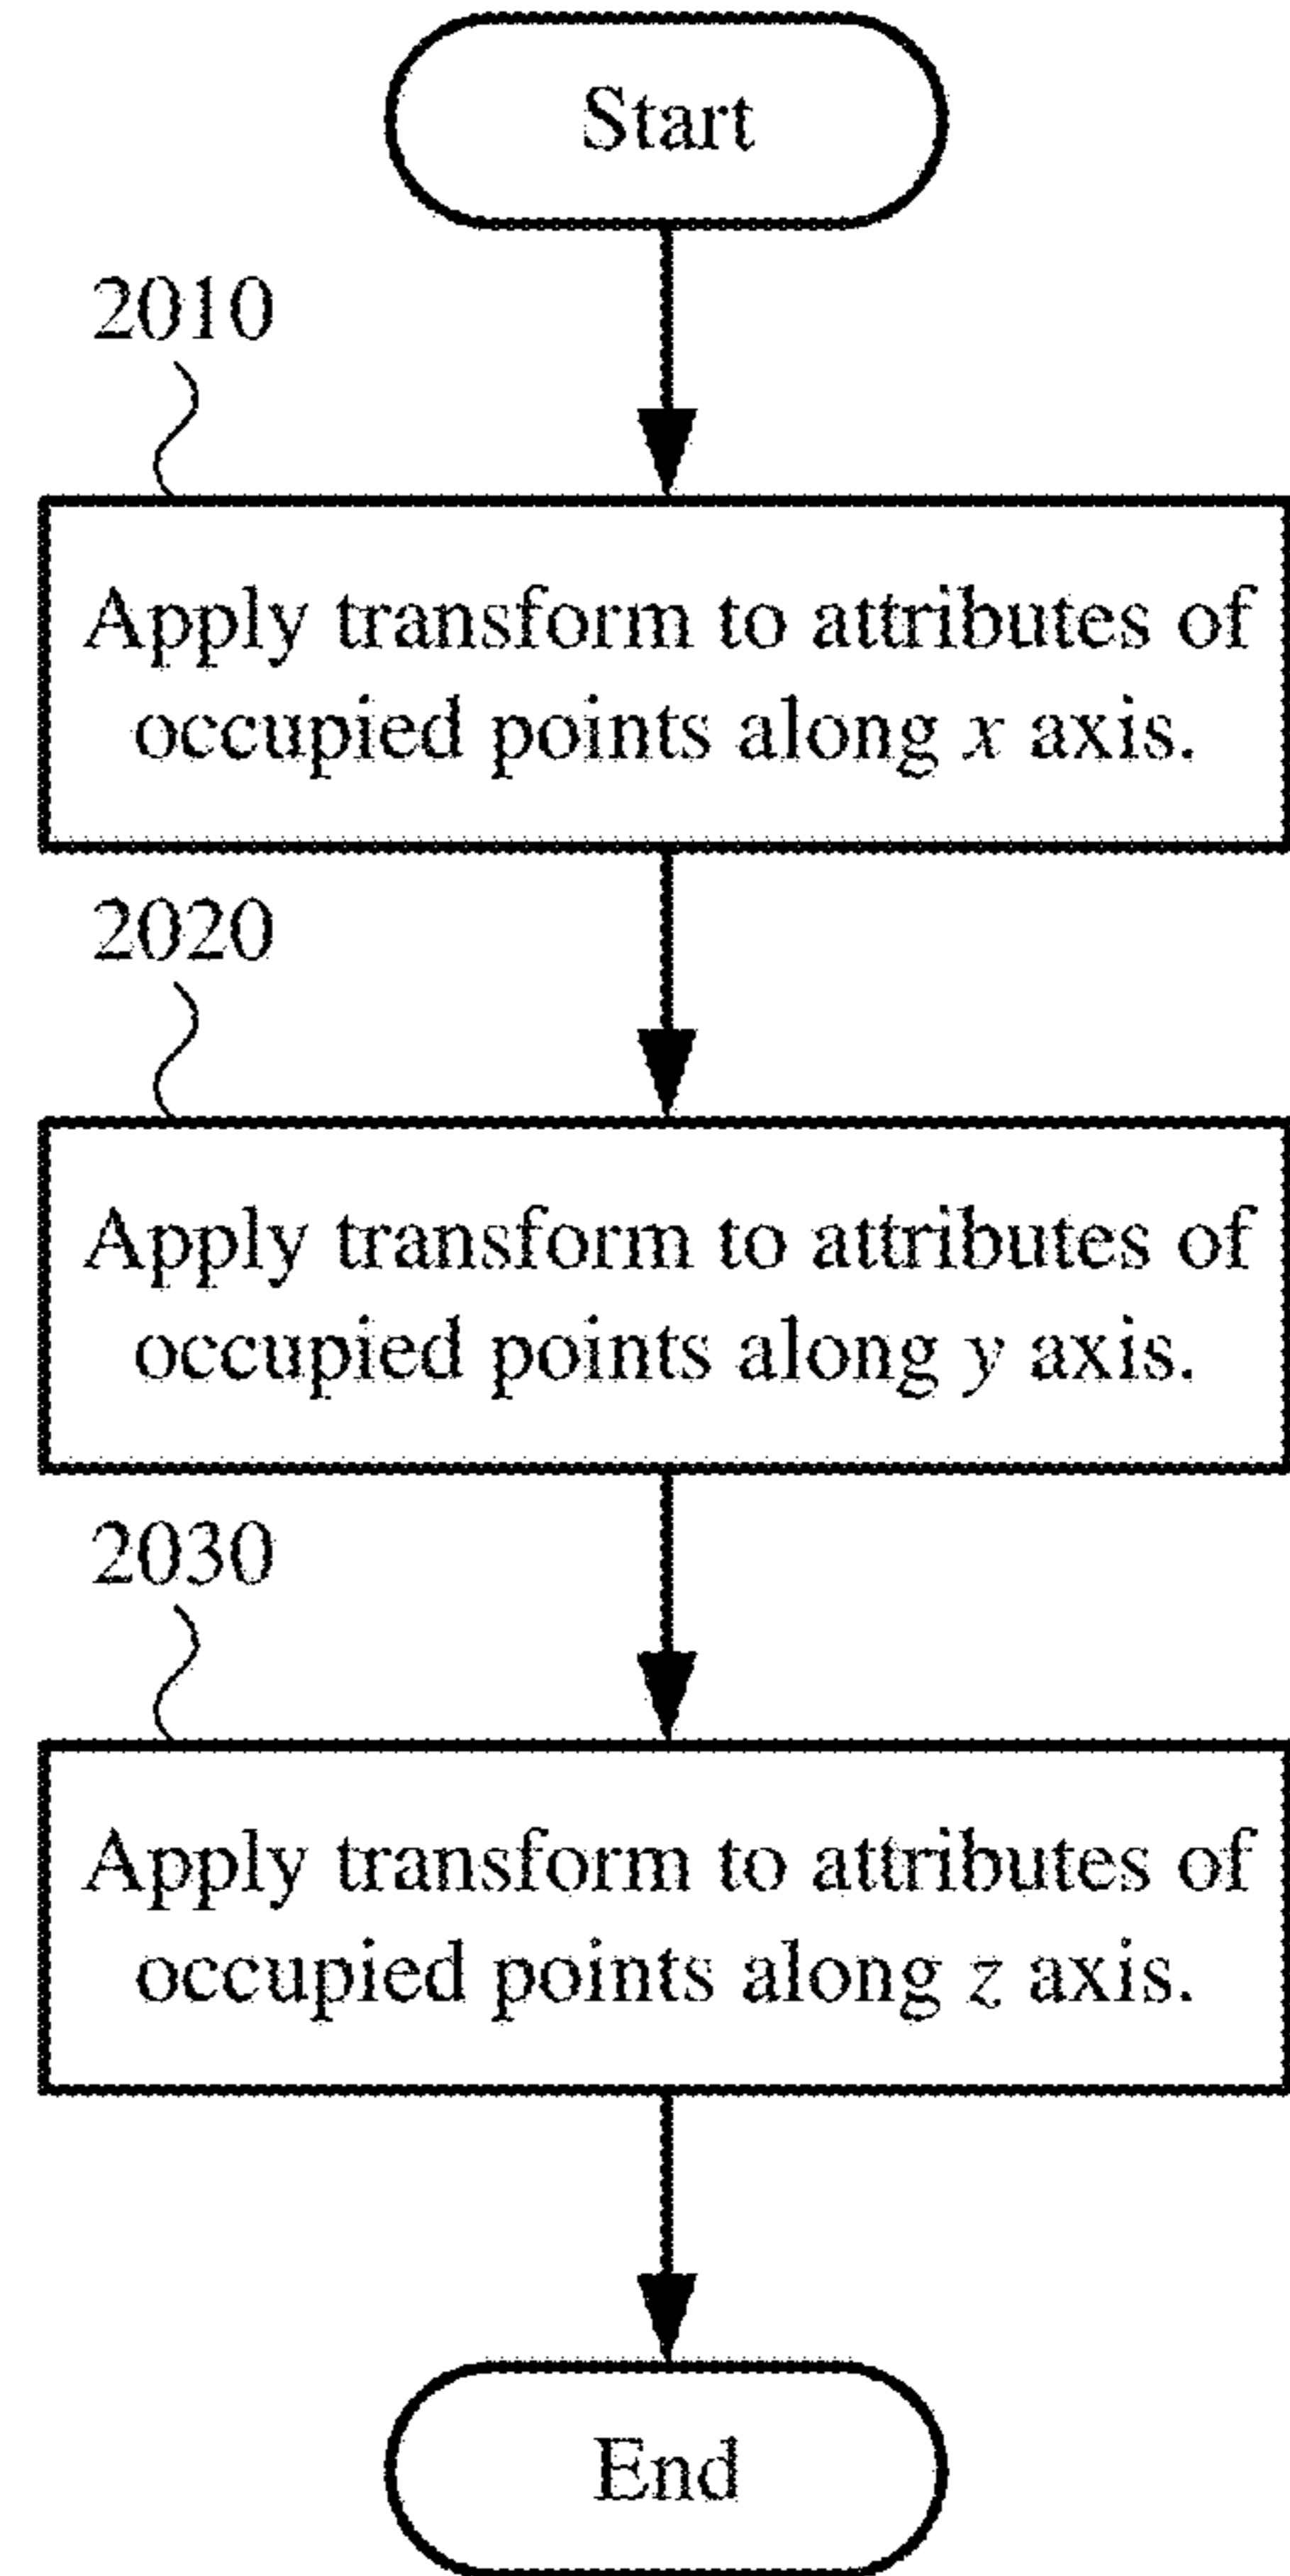 Start
2010
Apply transform to attributes of
occupied points along x axis.
2020
Apply transform to attributes of
occupied points along y axis.
2030
Apply transform to attributes of
occupied points along z axis.
End